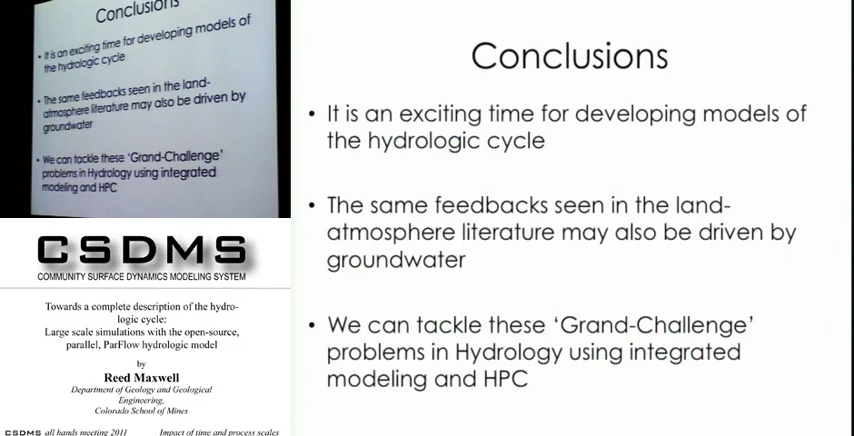 Conclusions
• It is an exciting time for developing models of
the hydrologic cycle
• The same feedbacks seen in the land-
atmosphere literature may also be driven by
groundwater
• We can tackle these ‘Grand-Challenge’
problems in Hydrology using integrated
modeling and HPC
CSDMS
COMMUNITY SURFACE DYNAMICS MODELING SYSTEM
Towards a complete description of the hydro-
logic cycle:
Large scale simulations with the open-source,
parallel, ParFlow hydrologic model
by
Reed Maxwell
Department of Geology and Geological
Engineering,
Colorado School of Mines
CSDMS all hands meeting 2011 Impact of time and process scales
Conclusions
• It is an exciting time for developing models of
the hydrologic cycle
• The same feedbacks seen in the land-
atmosphere literature may also be driven by
groundwater
• We can tackle these ‘Grand-Challenge’
problems in Hydrology using integrated
modeling and HPC